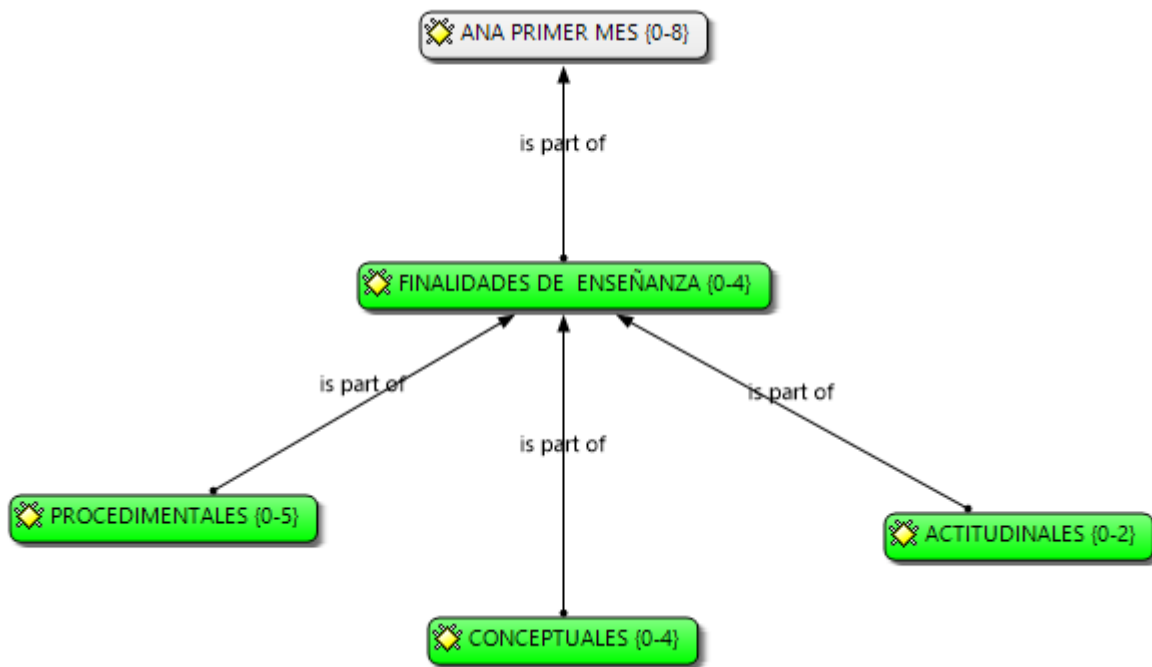 ANA PRIMER MES {0-8}
is part of
FINALIDADES DE  ENSEÑANZA {0-4}
is part of
is part of
is part of
PROCEDIMENTALES {0-5}
ACTITUDINALES {0-2}
CONCEPTUALES {0-4}